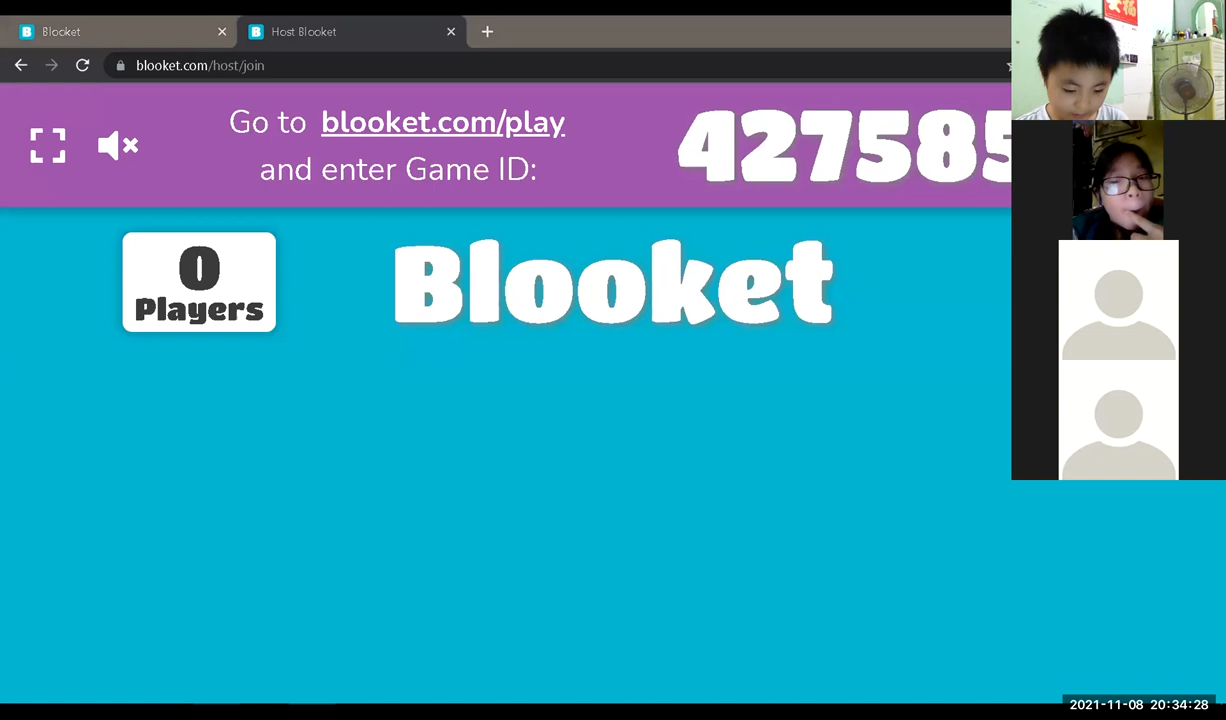 Blooket
Host Blooket
blooket.com/host/join
Go to blooket.com/play
and enter Game ID:
427585
0
Players
Blooket
2021-11-08 20:34:28